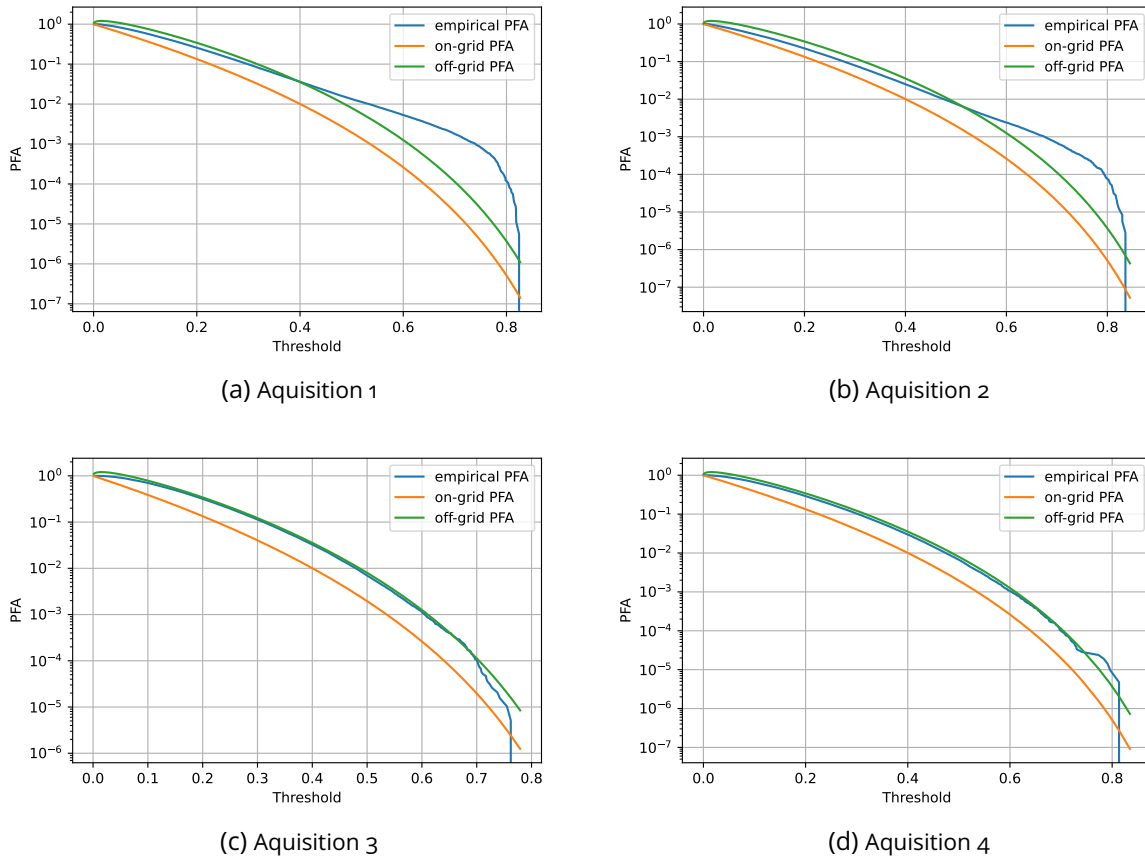 empirical PFA
on-grid PFA
off-grid PFA
PFA
10^0
10^-1
10^-2
10^-3
10^-4
10^-5
10^-6
10^-7
0.0 0.2 0.4 0.6 0.8
Threshold
(a) Aquisition 1
empirical PFA
on-grid PFA
off-grid PFA
PFA
10^0
10^-1
10^-2
10^-3
10^-4
10^-5
10^-6
10^-7
0.0 0.2 0.4 0.6 0.8
Threshold
(b) Aquisition 2
empirical PFA
on-grid PFA
off-grid PFA
PFA
10^0
10^-1
10^-2
10^-3
10^-4
10^-5
10^-6
0.0 0.1 0.2 0.3 0.4 0.5 0.6 0.7 0.8
Threshold
(c) Aquisition 3
empirical PFA
on-grid PFA
off-grid PFA
PFA
10^0
10^-1
10^-2
10^-3
10^-4
10^-5
10^-6
10^-7
0.0 0.2 0.4 0.6 0.8
Threshold
(d) Aquisition 4